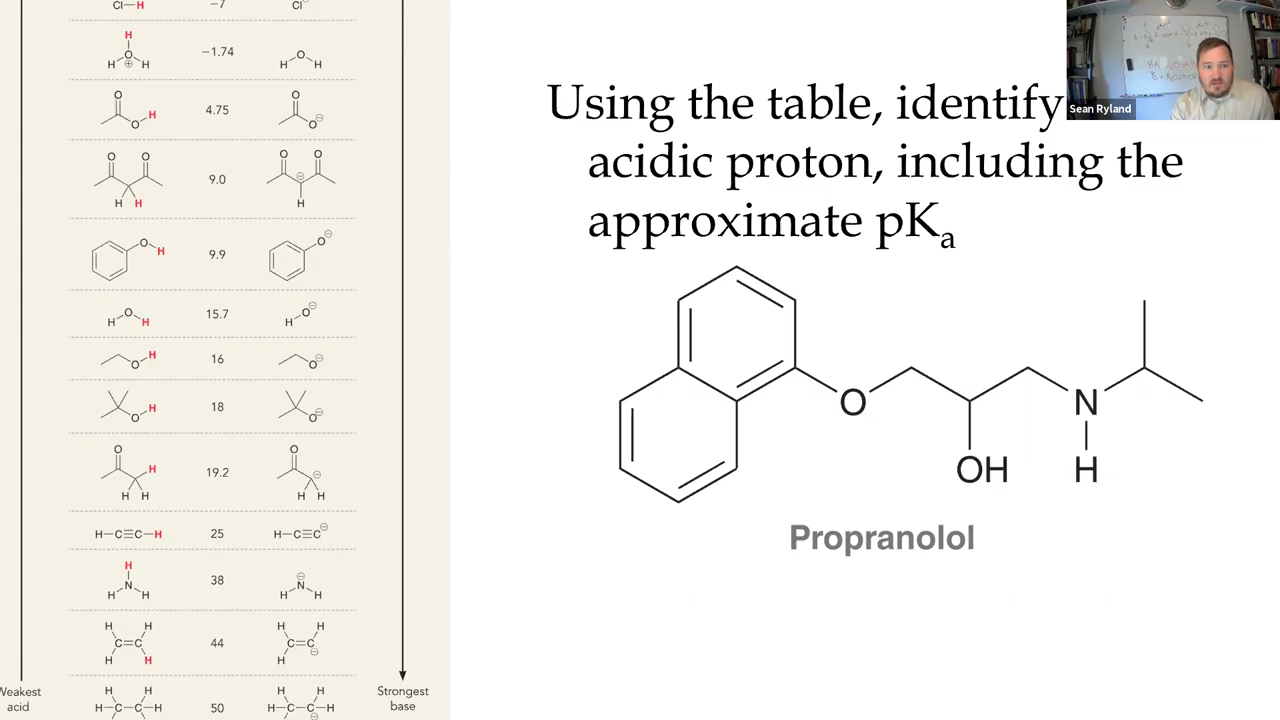 Cl—H −7 Cl⊖
H
H O H −1.74 O
⊕ H H
O O
O H 4.75 O⊖
O O O O
9.0 ⊖
H H H
O H 9.9 O⊖
H O H 15.7 H O⊖
O H 16 O⊖
O H 18 O⊖
O O
H 19.2 ⊖
H H H H
H—C≡C—H 25 H—C≡C⊖
H
N 38 N⊖
H H H H
H H H
C=C 44 C=C⊖
H H H
H H H H
H—C—C—H 50 H—C—C—H
⊖
Weakest
acid
Strongest
base
Using the table, identify
acidic proton, including the
approximate pKa
O
N
OH
H
Propranolol
Sean Ryland